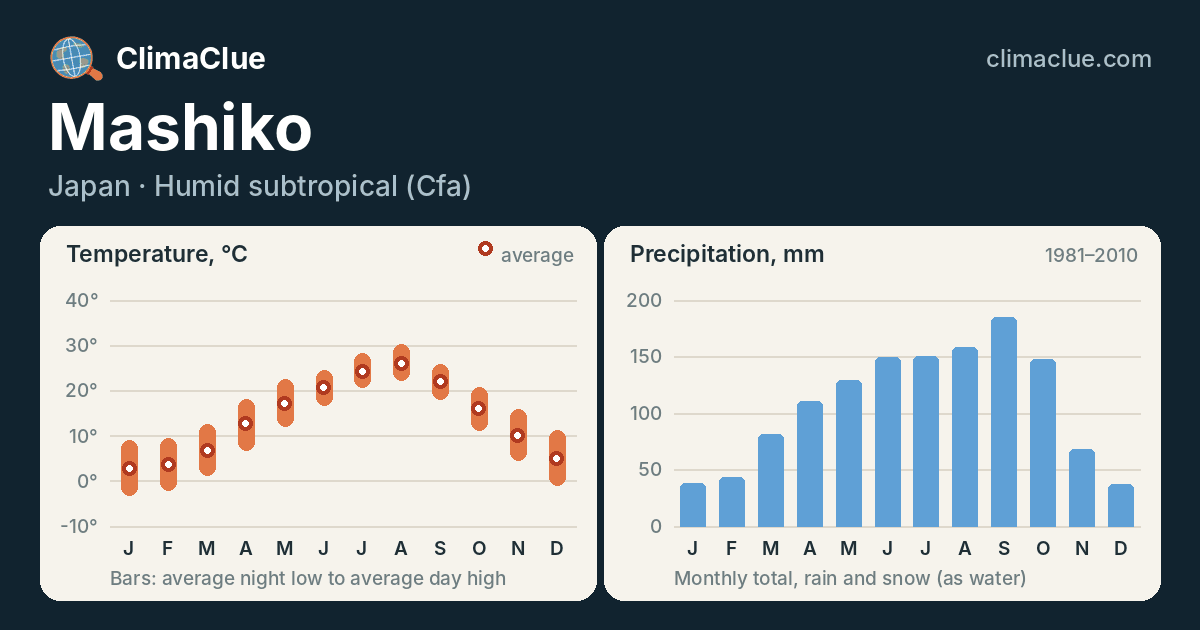 ClimaClue
climaclue.com
Mashiko
Japan · Humid subtropical (Cfa)
Temperature, °C
average
40°
30°
20°
10°
0°
-10°
J F M A M J J A S O N D
Bars: average night low to average day high
Precipitation, mm
1981–2010
200
150
100
50
0
J F M A M J J A S O N D
Monthly total, rain and snow (as water)